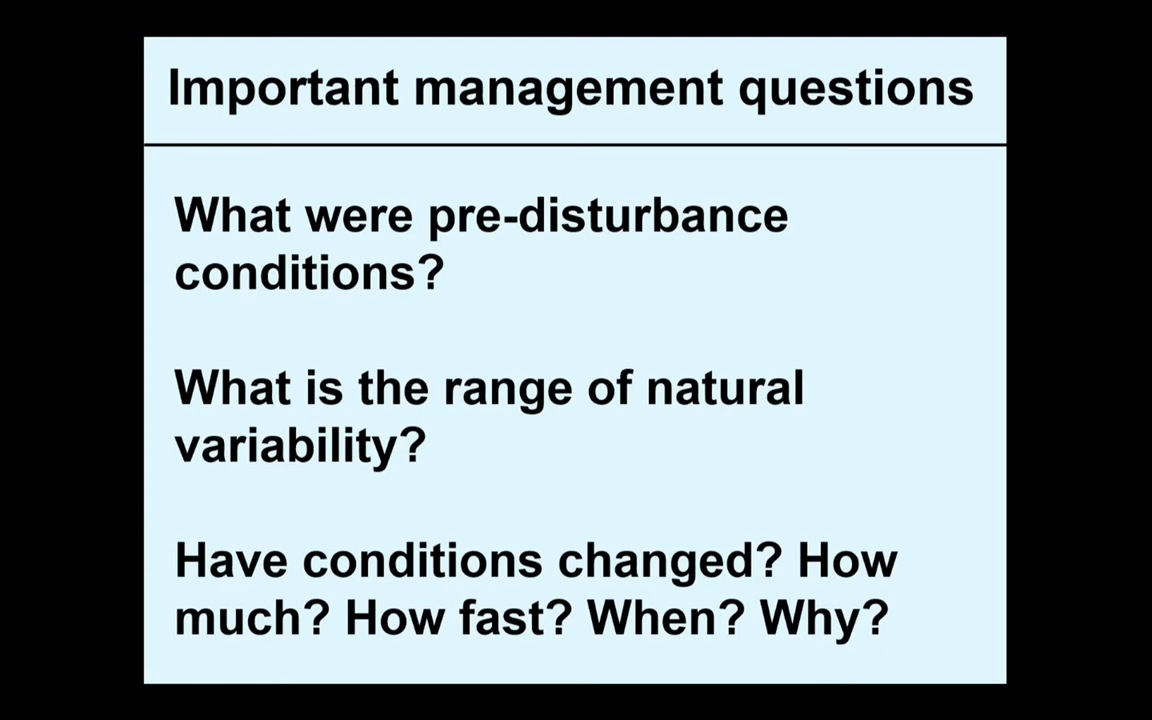 Important management questions
What were pre-disturbance
conditions?
What is the range of natural
variability?
Have conditions changed? How
much? How fast? When? Why?